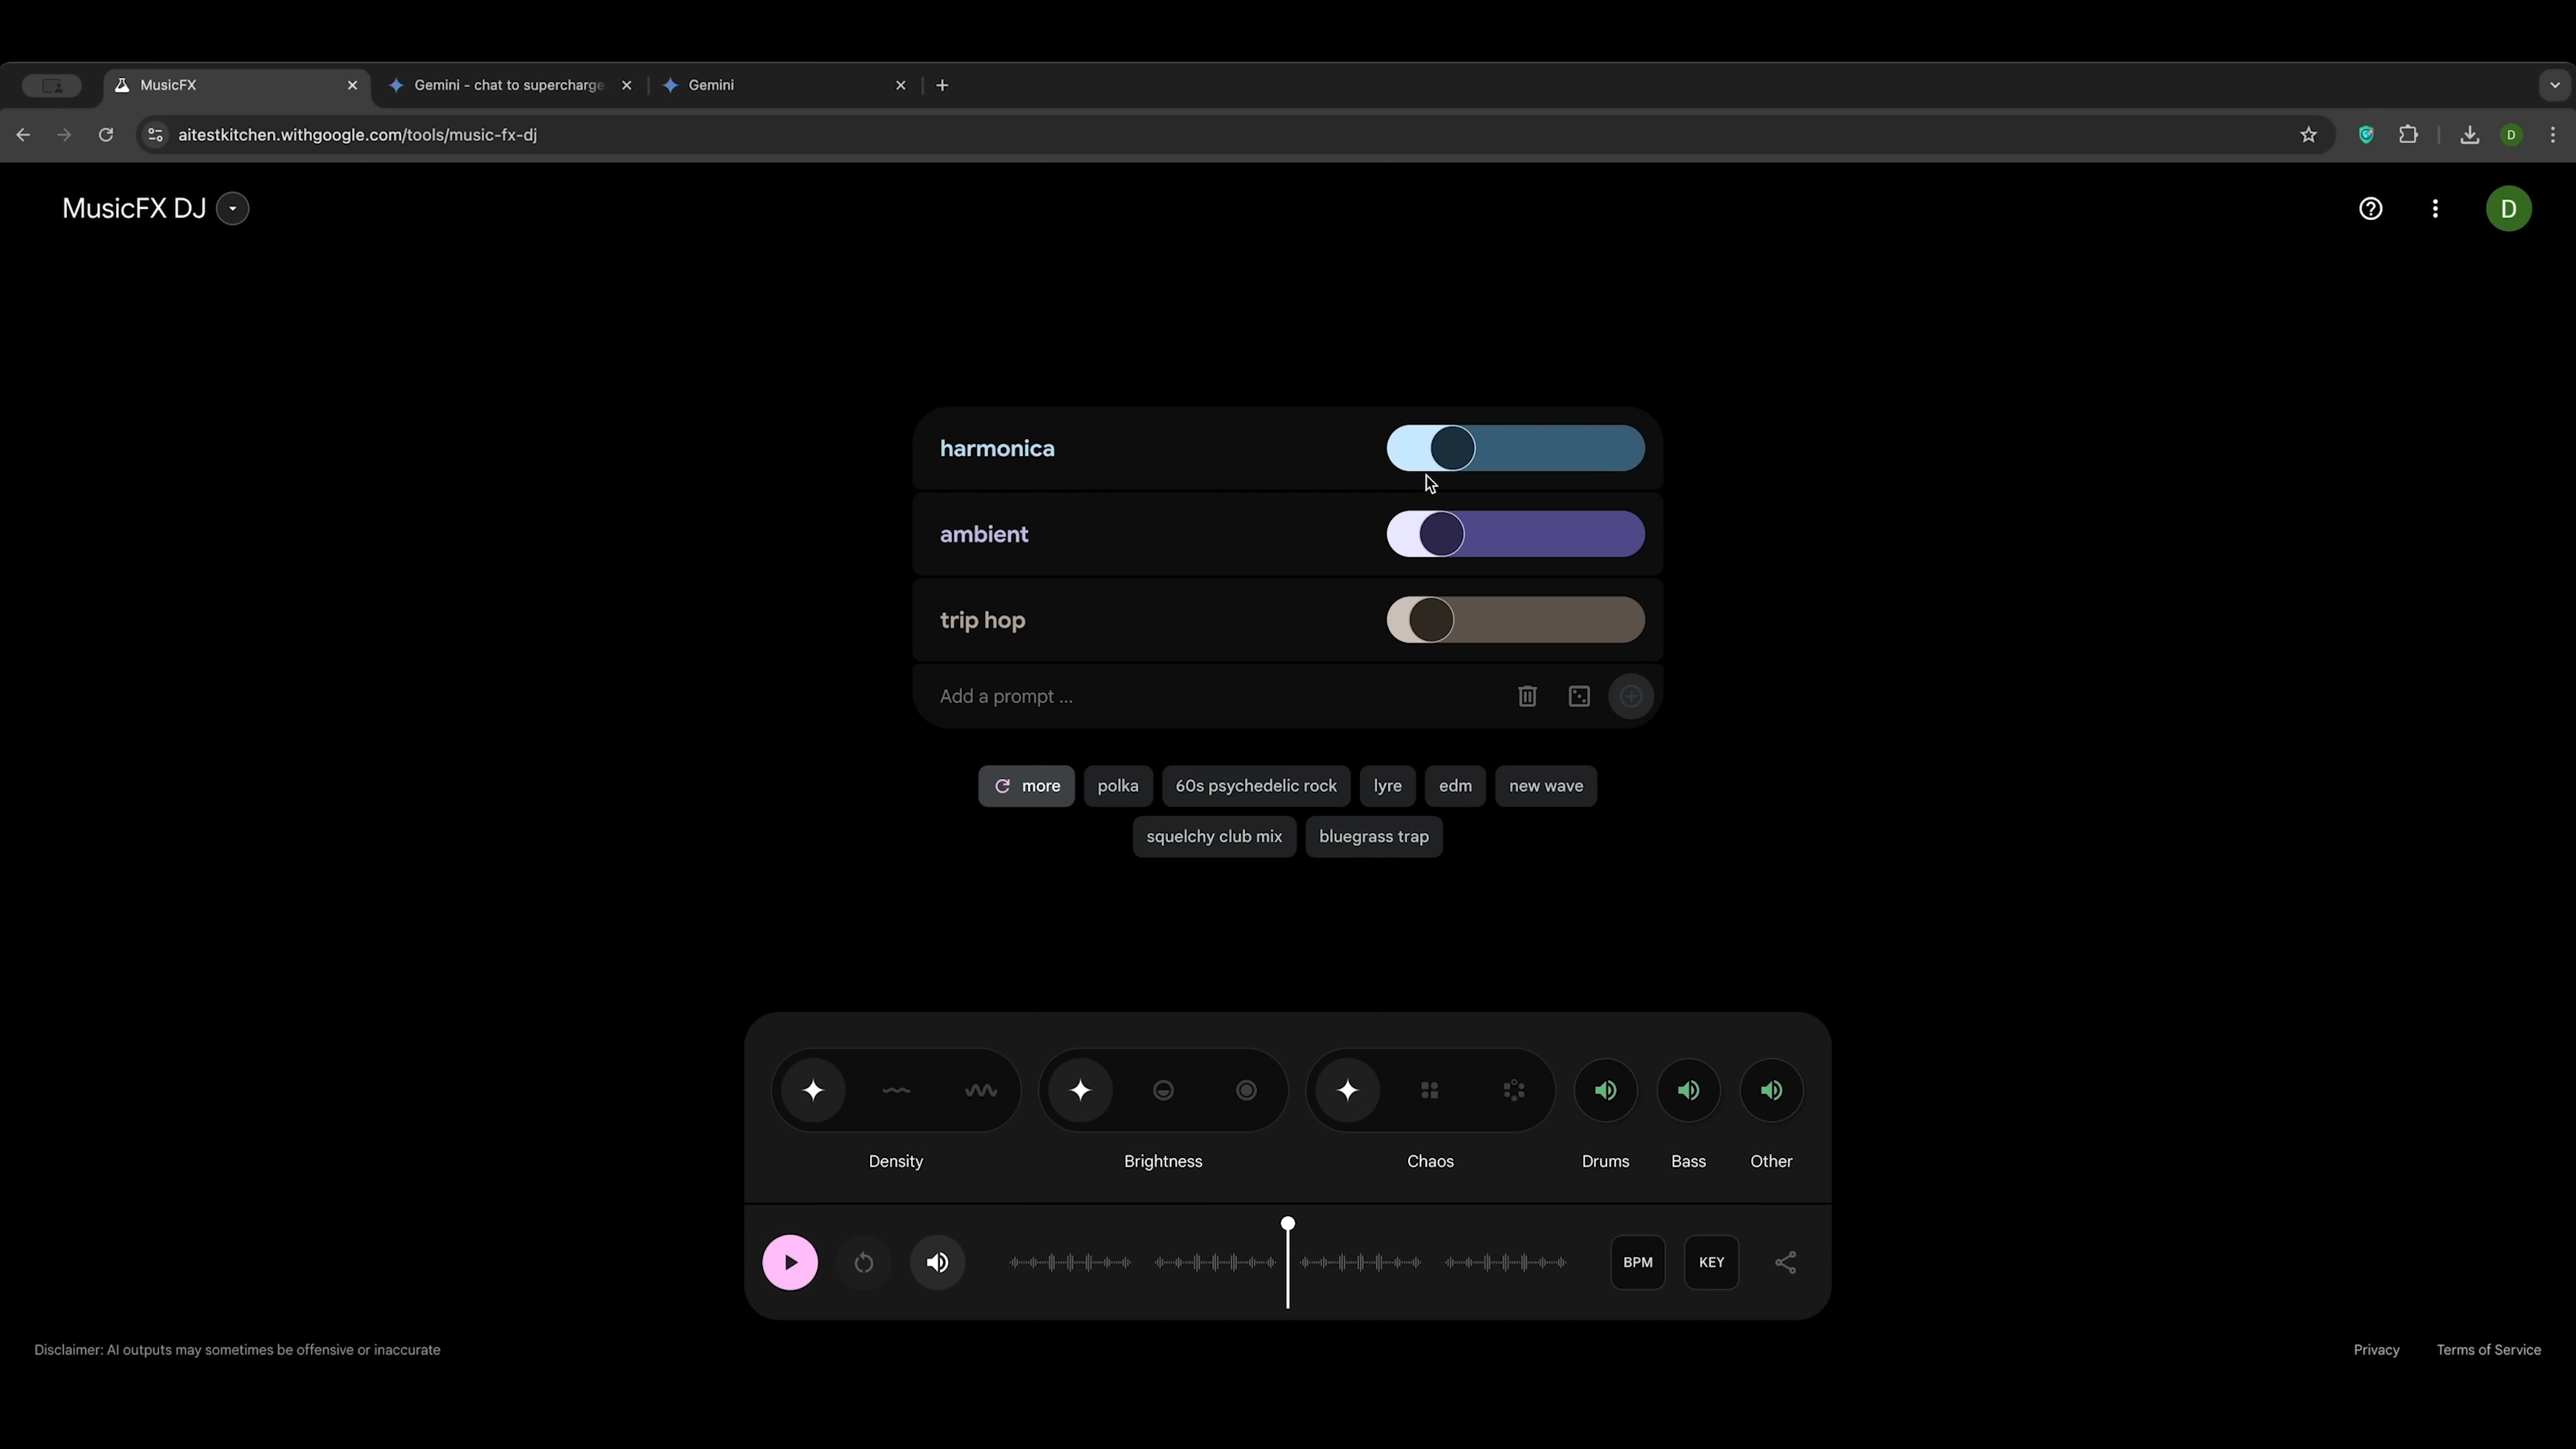 MusicFX
Gemini - chat to supercharge
Gemini
aitestkitchen.withgoogle.com/tools/music-fx-dj
D
MusicFX DJ
D
harmonica
ambient
trip hop
Add a prompt ...
more
polka
60s psychedelic rock
lyre
edm
new wave
squelchy club mix
bluegrass trap
Density
Brightness
Chaos
Drums
Bass
Other
BPM
KEY
Disclaimer: AI outputs may sometimes be offensive or inaccurate
Privacy
Terms of Service